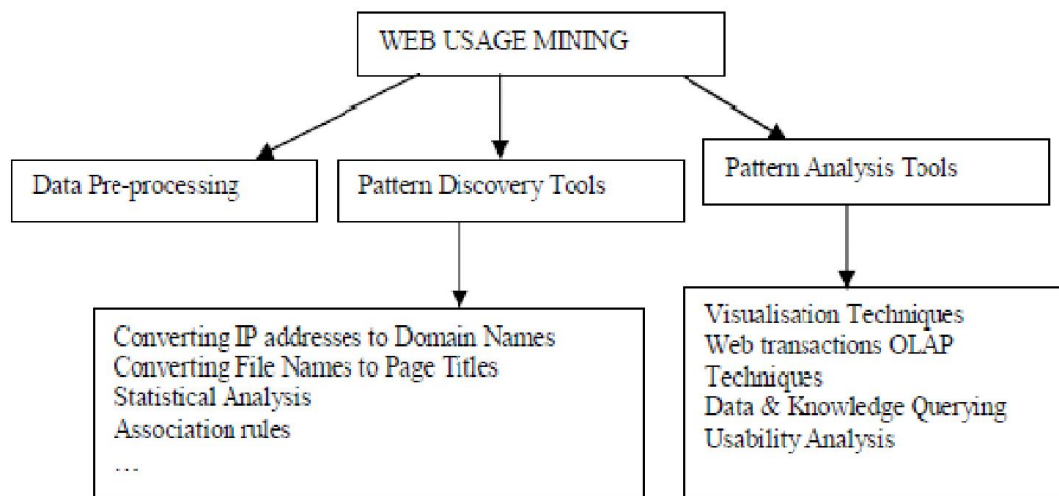 WEB USAGE MINING
Data Pre-processing
Pattern Discovery Tools
Pattern Analysis Tools
Converting IP addresses to Domain Names
Converting File Names to Page Titles
Statistical Analysis
Association rules
…
Visualisation Techniques
Web transactions OLAP
Techniques
Data & Knowledge Querying
Usability Analysis